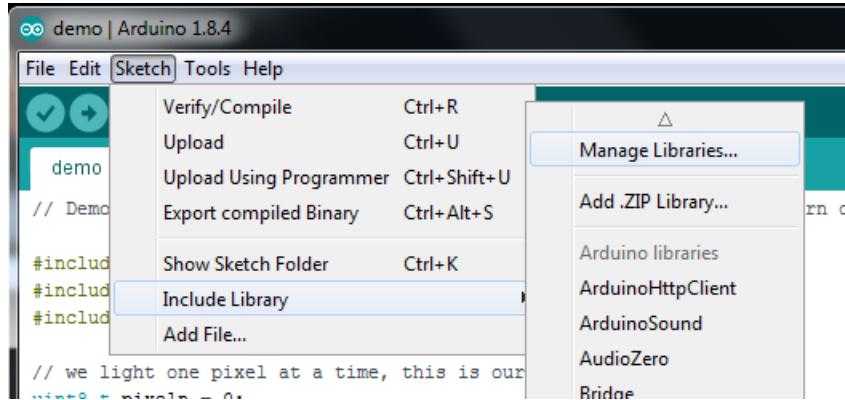 demo | Arduino 1.8.4
File Edit Sketch Tools Help
Verify/Compile Ctrl+R
Upload Ctrl+U
Upload Using Programmer Ctrl+Shift+U
Export compiled Binary Ctrl+Alt+S
Show Sketch Folder Ctrl+K
Include Library
Add File...
Manage Libraries...
Add .ZIP Library...
Arduino libraries
ArduinoHttpClient
ArduinoSound
AudioZero
Bridge
demo
// Demo
#includ
#includ
#includ
// we light one pixel at a time, this is our
uint8_t pixeln = 0;